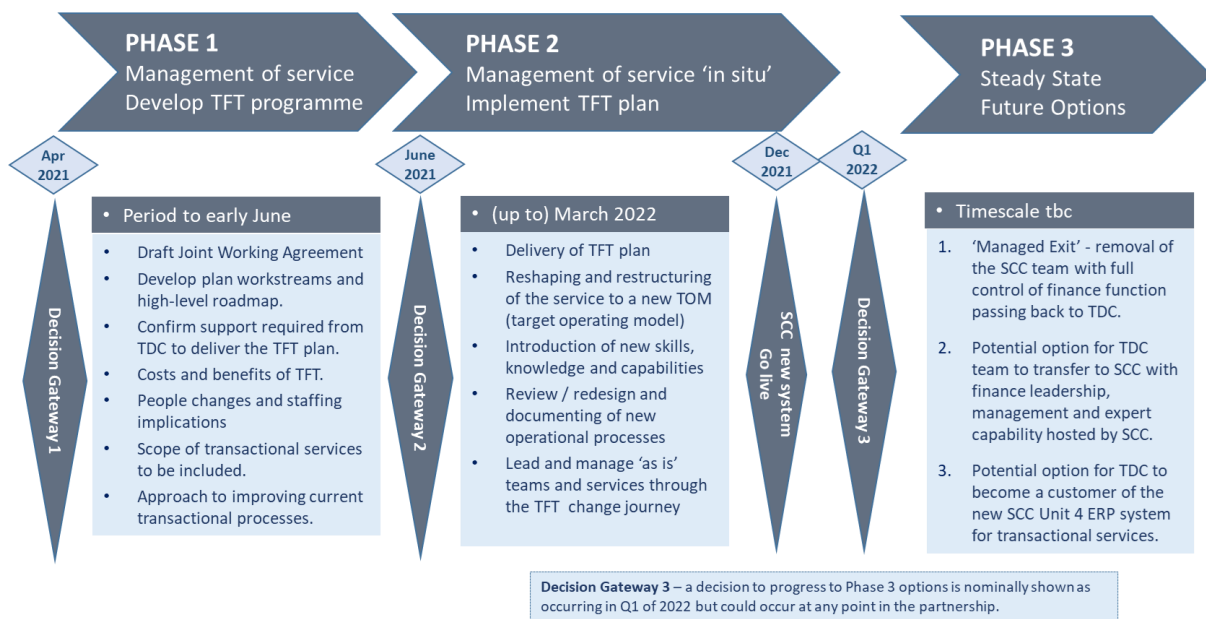 PHASE 1
Management of service
Develop TFT programme
PHASE 2
Management of service ‘in situ’
Implement TFT plan
PHASE 3
Steady State
Future Options
Apr
2021
June
2021
Dec
2021
Q1
2022
Decision Gateway 1
• Period to early June
• Draft Joint Working Agreement
• Develop plan workstreams and
high-level roadmap.
• Confirm support required from
TDC to deliver the TFT plan.
• Costs and benefits of TFT.
• People changes and staffing
implications
• Scope of transactional services
to be included.
• Approach to improving current
transactional processes.
Decision Gateway 2
• (up to) March 2022
• Delivery of TFT plan
• Reshaping and restructuring
of the service to a new TOM
(target operating model)
• Introduction of new skills,
knowledge and capabilities
• Review / redesign and
documenting of new
operational processes
• Lead and manage ‘as is’
teams and services through
the TFT change journey
SCC new system
Go live
Decision Gateway 3
• Timescale tbc
1. ‘Managed Exit’ - removal of
the SCC team with full
control of finance function
passing back to TDC.
2. Potential option for TDC
team to transfer to SCC with
finance leadership,
management and expert
capability hosted by SCC.
3. Potential option for TDC to
become a customer of the
new SCC Unit 4 ERP system
for transactional services.
Decision Gateway 3 – a decision to progress to Phase 3 options is nominally shown as
occurring in Q1 of 2022 but could occur at any point in the partnership.